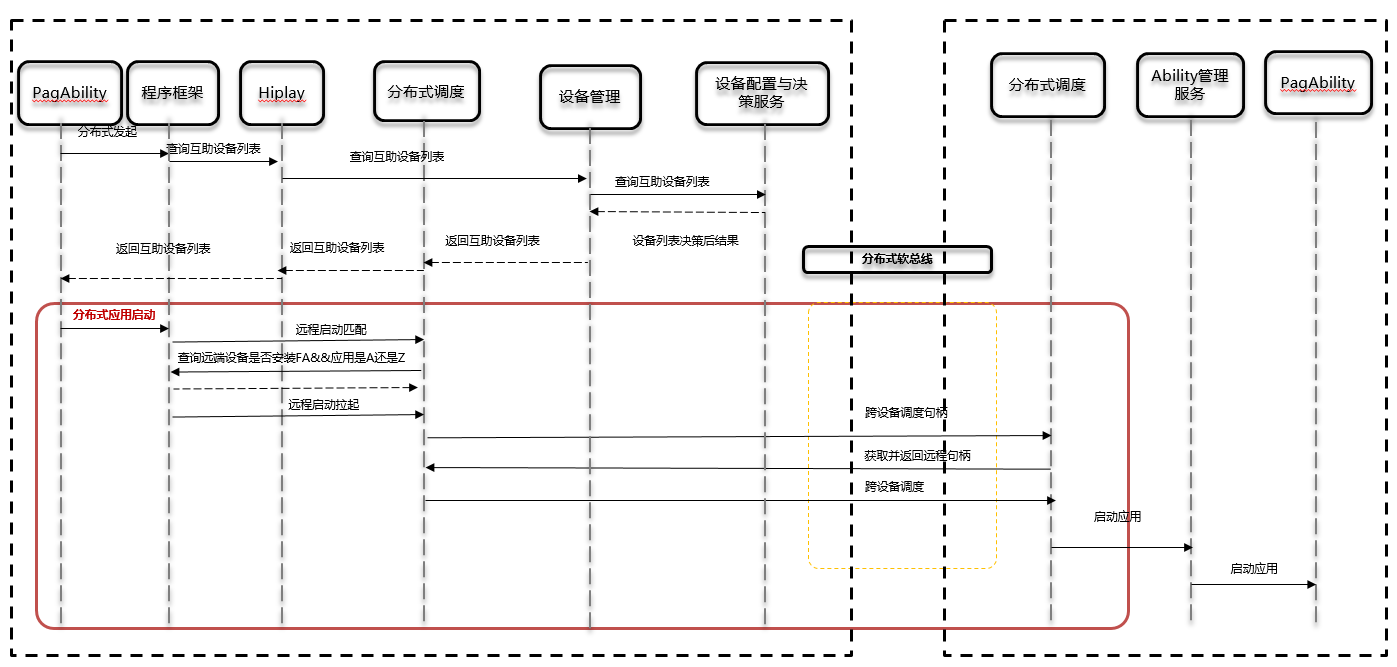 PagAbility
程序框架
Hiplay
分布式调度
设备管理
设备配置与决
策服务
分布式调度
Ability管理
服务
PagAbility
分布式发起
查询互助设备列表
查询互助设备列表
查询互助设备列表
返回互助设备列表
返回互助设备列表
返回互助设备列表
设备列表决策后结果
分布式软总线
分布式应用启动
远程启动匹配
查询远端设备是否安装FA&&应用是A还是Z
远程启动拉起
跨设备调度句柄
获取并返回远程句柄
跨设备调度
启动应用
启动应用